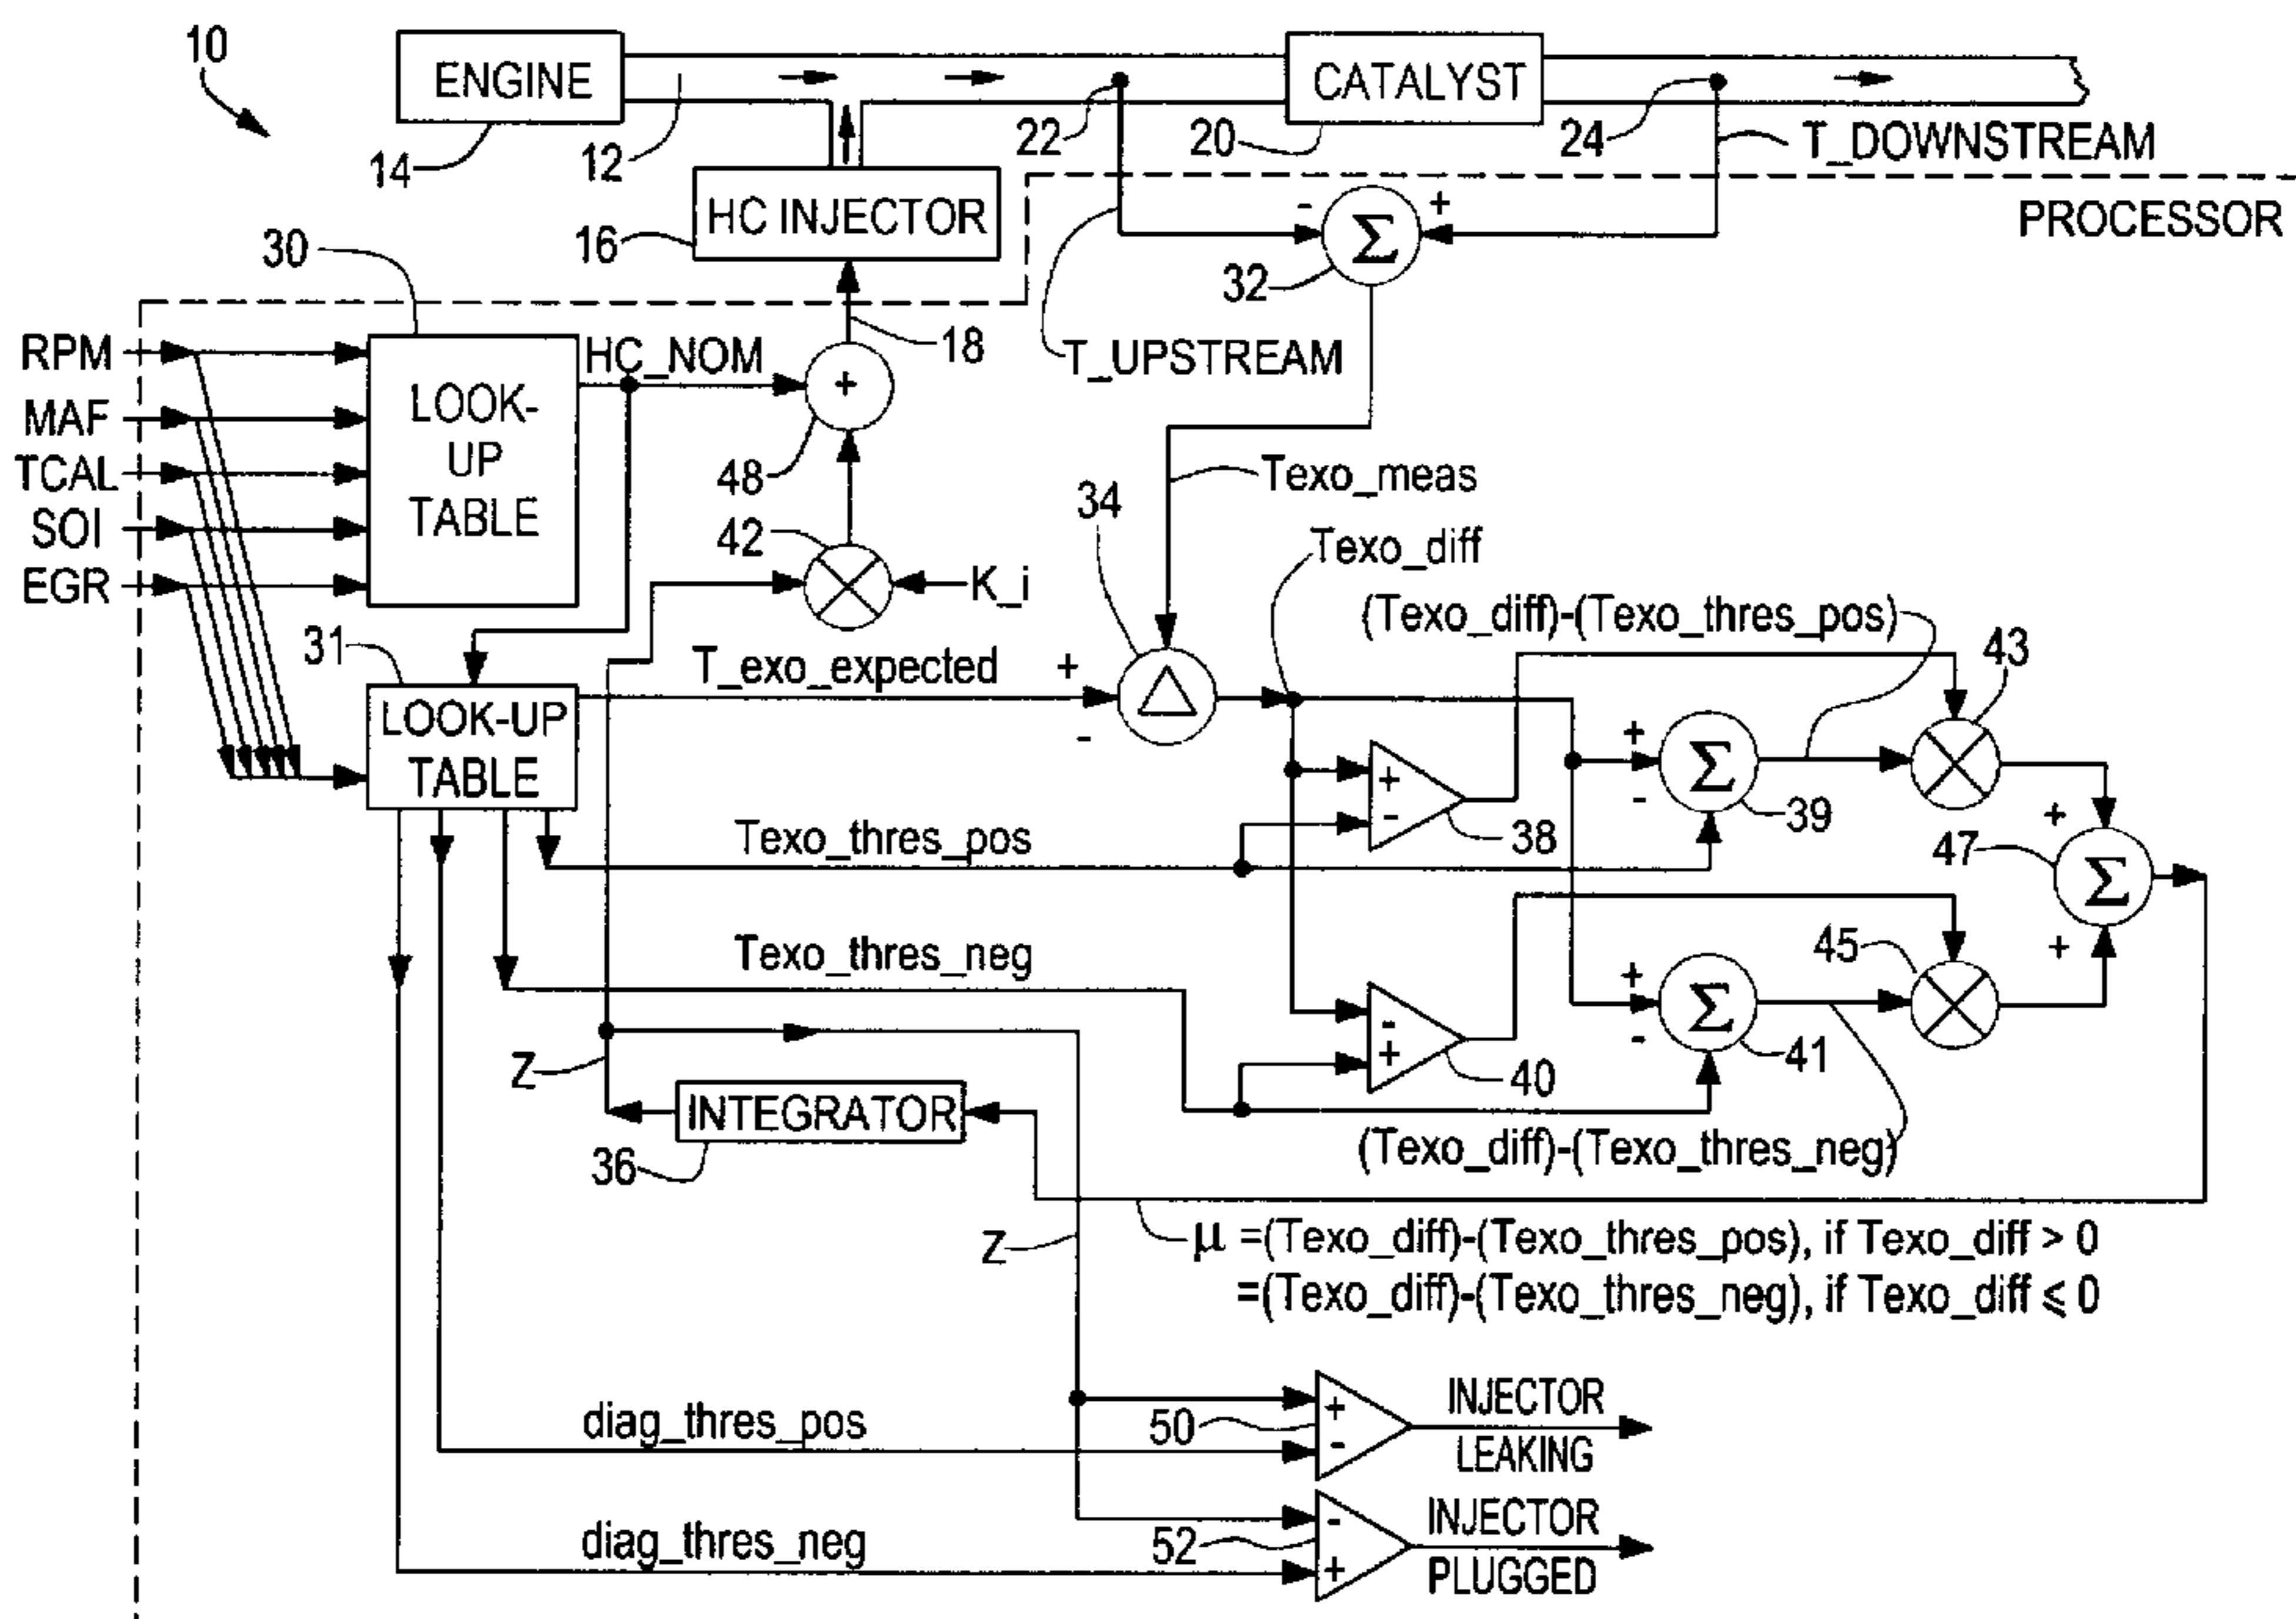 10
ENGINE
CATALYST
14
12
22
20
24
T_DOWNSTREAM
HC INJECTOR
16
- Σ +
32
PROCESSOR
30
RPM
MAF
TCAL
SOI
EGR
LOOK-
UP
TABLE
HC_NOM
+
18
48
T_UPSTREAM
42
K_i
Texo_meas
34
Texo_diff
(Texo_diff)-(Texo_thres_pos)
43
31
LOOK-UP
TABLE
T_exo_expected
+
-
△
+
-
38
+
-
Σ
39
Texo_thres_pos
47
+
Σ
+
Texo_thres_neg
45
-
+
40
+
-
Σ
41
Z
INTEGRATOR
36
(Texo_diff)-(Texo_thres_neg)
Z
μ =(Texo_diff)-(Texo_thres_pos), if Texo_diff > 0
=(Texo_diff)-(Texo_thres_neg), if Texo_diff ⩽ 0
diag_thres_pos
50
+
-
INJECTOR
LEAKING
diag_thres_neg
52
-
+
INJECTOR
PLUGGED